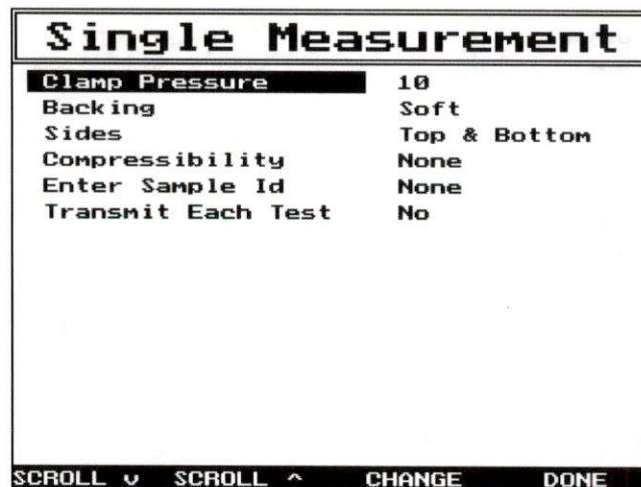 Single Measurement
Clamp Pressure 10
Backing Soft
Sides Top & Bottom
Compressibility None
Enter Sample Id None
Transmit Each Test No
SCROLL v SCROLL ^ CHANGE DONE